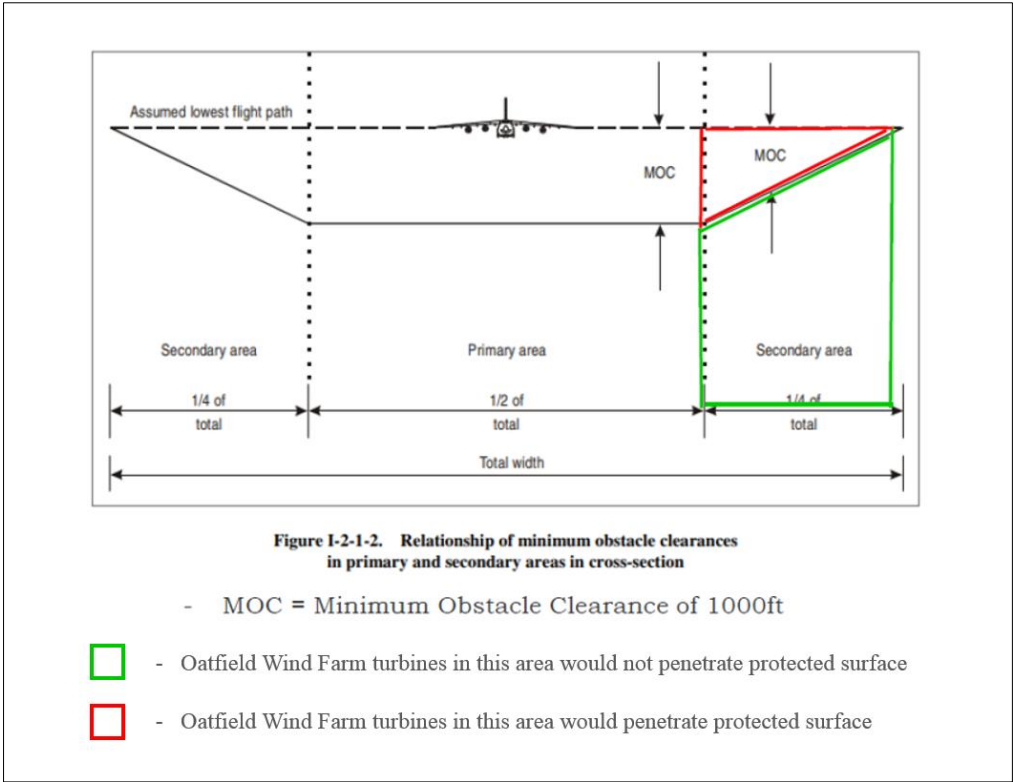 Assumed lowest flight path
MOC
MOC
Secondary area
Primary area
Secondary area
1/4 of
total
1/2 of
total
1/4 of
total
Total width
Figure I-2-1-2. Relationship of minimum obstacle clearances
in primary and secondary areas in cross-section
- MOC = Minimum Obstacle Clearance of 1000ft
- Oatfield Wind Farm turbines in this area would not penetrate protected surface
- Oatfield Wind Farm turbines in this area would penetrate protected surface